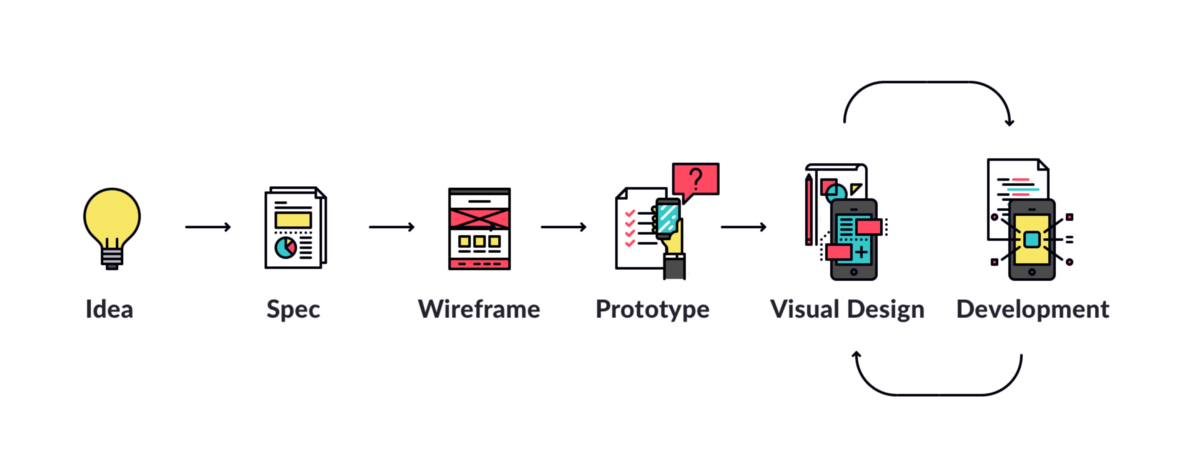 Idea
Spec
Wireframe
Prototype
Visual Design
Development
?